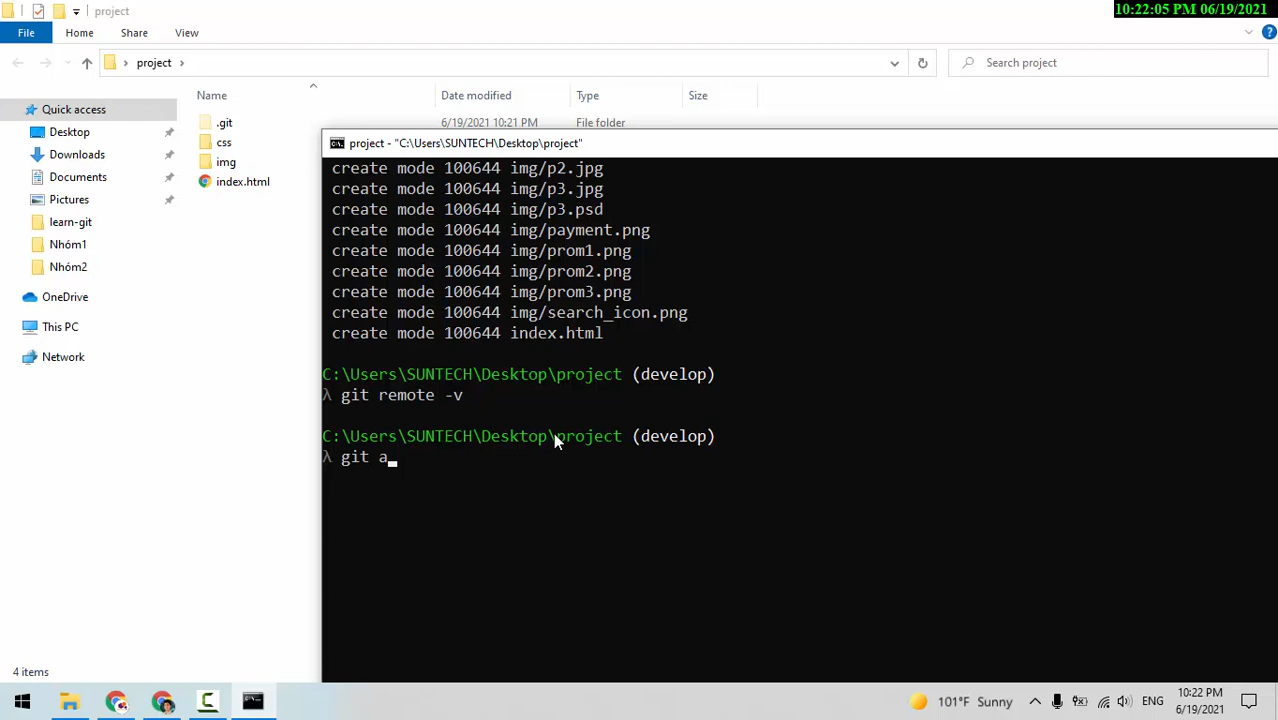 project
10:22:05 PM 06/19/2021
File Home Share View
project
Search project
Name Date modified Type Size
Quick access
Desktop
Downloads
Documents
Pictures
learn-git
Nhóm1
Nhóm2
OneDrive
This PC
Network
.git 6/19/2021 10:21 PM File folder
css
img
index.html
project - "C:\Users\SUNTECH\Desktop\project"
create mode 100644 img/p2.jpg
create mode 100644 img/p3.jpg
create mode 100644 img/p3.psd
create mode 100644 img/payment.png
create mode 100644 img/prom1.png
create mode 100644 img/prom2.png
create mode 100644 img/prom3.png
create mode 100644 img/search_icon.png
create mode 100644 index.html
C:\Users\SUNTECH\Desktop\project (develop)
λ git remote -v
C:\Users\SUNTECH\Desktop\project (develop)
λ git a
4 items
101°F Sunny
ENG
10:22 PM
6/19/2021